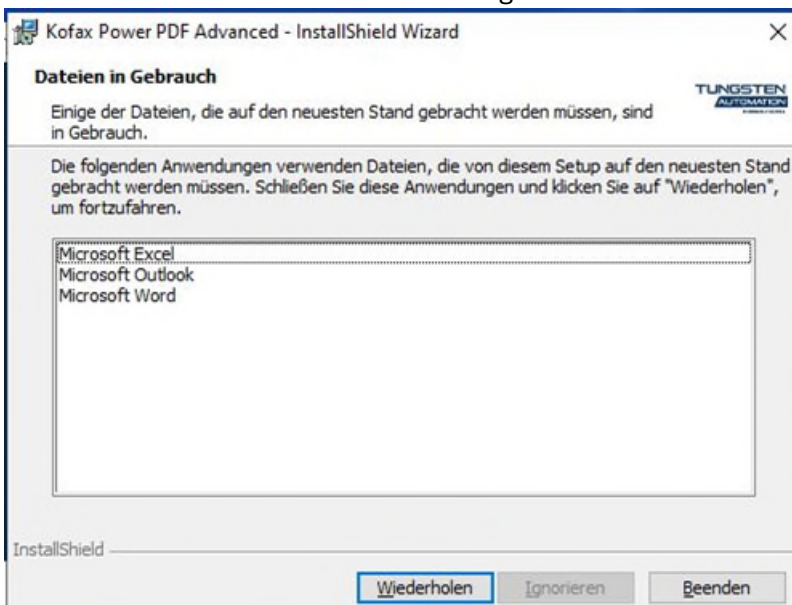 Kofax Power PDF Advanced - InstallShield Wizard
Dateien in Gebrauch
TUNGSTEN
AUTOMATION
Einige der Dateien, die auf den neuesten Stand gebracht werden müssen, sind
in Gebrauch.
Die folgenden Anwendungen verwenden Dateien, die von diesem Setup auf den neuesten Stand
gebracht werden müssen. Schließen Sie diese Anwendungen und klicken Sie auf "Wiederholen",
um fortzufahren.
Microsoft Excel
Microsoft Outlook
Microsoft Word
InstallShield
Wiederholen
Ignorieren
Beenden